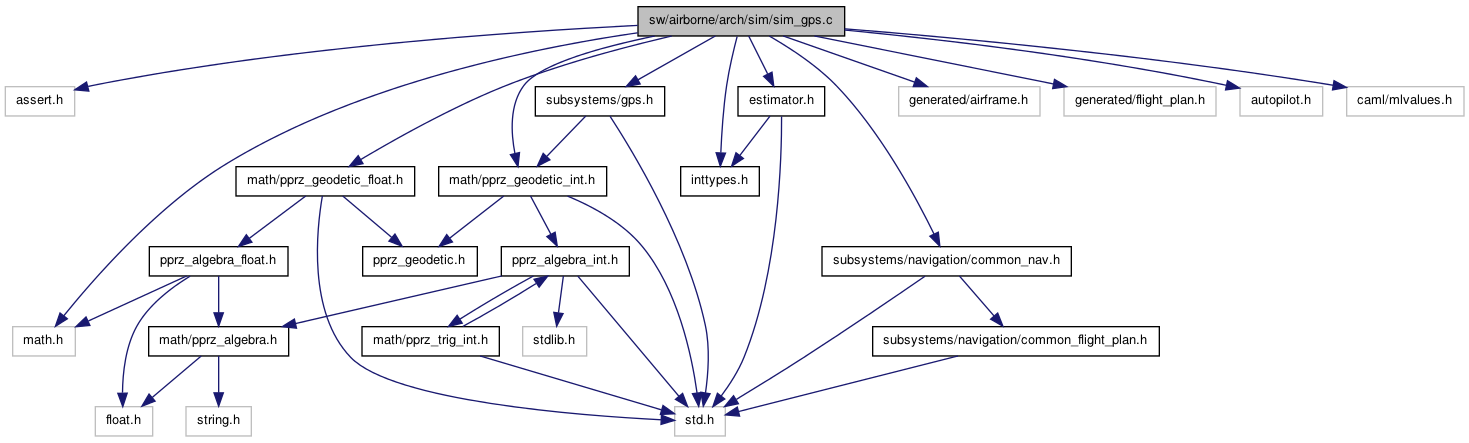 sw/airborne/arch/sim/sim_gps.c
assert.h
subsystems/gps.h
estimator.h
generated/airframe.h
generated/flight_plan.h
autopilot.h
caml/mlvalues.h
math/pprz_geodetic_float.h
math/pprz_geodetic_int.h
inttypes.h
pprz_algebra_float.h
pprz_geodetic.h
pprz_algebra_int.h
subsystems/navigation/common_nav.h
math.h
math/pprz_algebra.h
math/pprz_trig_int.h
stdlib.h
subsystems/navigation/common_flight_plan.h
float.h
string.h
std.h